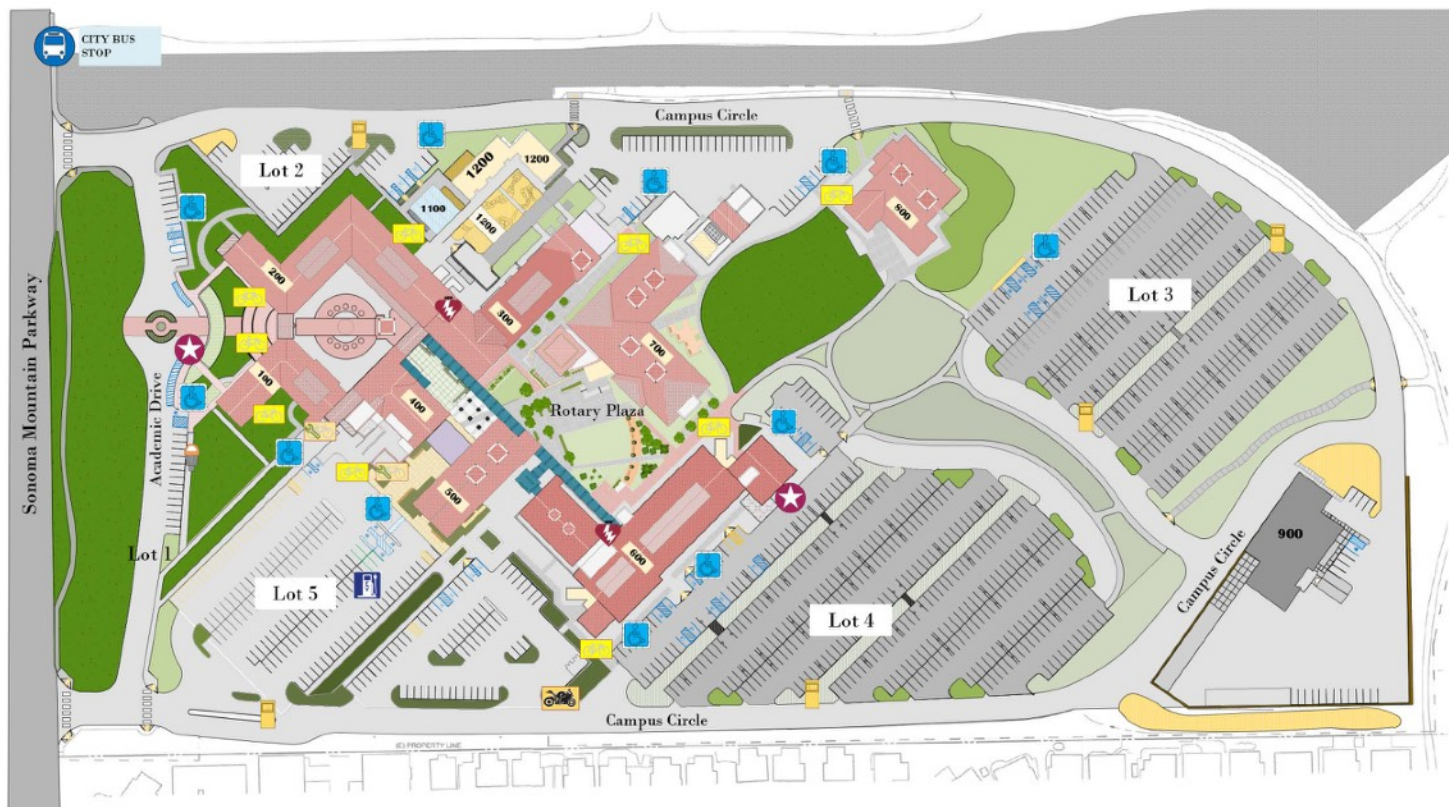 CITY BUS
STOP
Campus Circle
Lot 2
1200
1200
1100
1200
800
200
Lot 3
300
700
Sonoma Mountain Parkway
Academic Drive
100
400
Rotary Plaza
500
600
900
Lot 1
Lot 5
Lot 4
Campus Circle
Campus Circle
(E) PROPERTY LINE